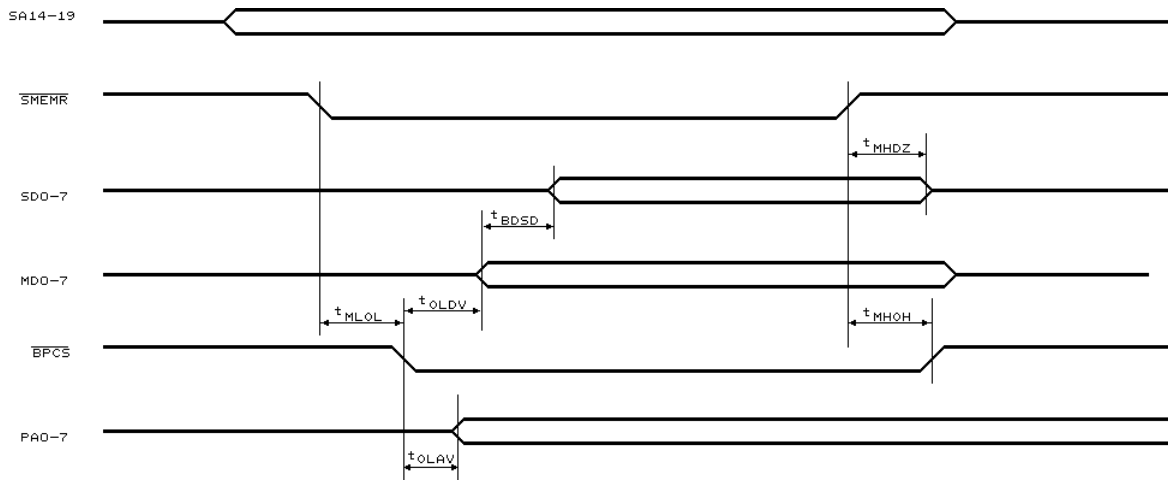 SA14-19
SMEMR
tMHDZ
SD0-7
tBDSD
MD0-7
tMLOL
tOLDV
tMHOH
BPCS
PA0-7
tOLAV